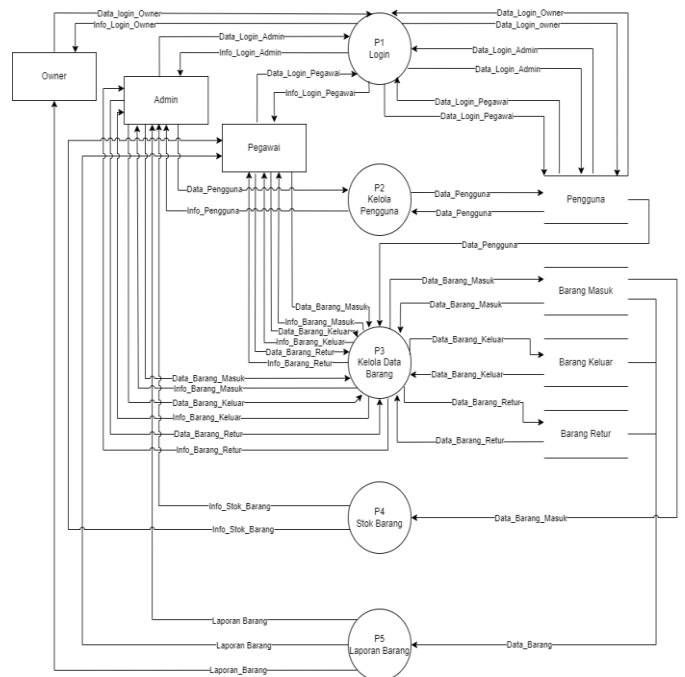 Data_login_Owner
Info_Login_Owner
Data_Login_Owner
Data_Login_owner
Data_Login_Admin
Info_Login_Admin
P1
Login
Data_Login_Admin
Data_Login_Admin
Owner
Admin
Data_Login_Pegawai
Info_Login_Pegawai
Data_Login_Pegawai
Data_Login_Pegawai
Pegawai
Data_Pengguna
Info_Pengguna
P2
Kelola
Pengguna
Data_Pengguna
Data_Pengguna
Pengguna
Data_Pengguna
Data_Barang_Masuk
Info_Barang_Masuk
Data_Barang_Keluar
Info_Barang_Keluar
Data_Barang_Retur
Info_Barang_Retur
P3
Kelola Data
Barang
Data_Barang_Masuk
Data_Barang_Masuk
Barang Masuk
Data_Barang_Keluar
Data_Barang_Keluar
Barang Keluar
Data_Barang_Retur
Data_Barang_Retur
Barang Retur
Data_Barang_Masuk
Info_Barang_Masuk
Data_Barang_Keluar
Info_Barang_Keluar
Data_Barang_Retur
Info_Barang_Retur
Info_Stok_Barang
Info_Stok_Barang
P4
Stok Barang
Data_Barang_Masuk
Laporan Barang
Laporan Barang
Laporan_Barang
P5
Laporan Barang
Data_Barang